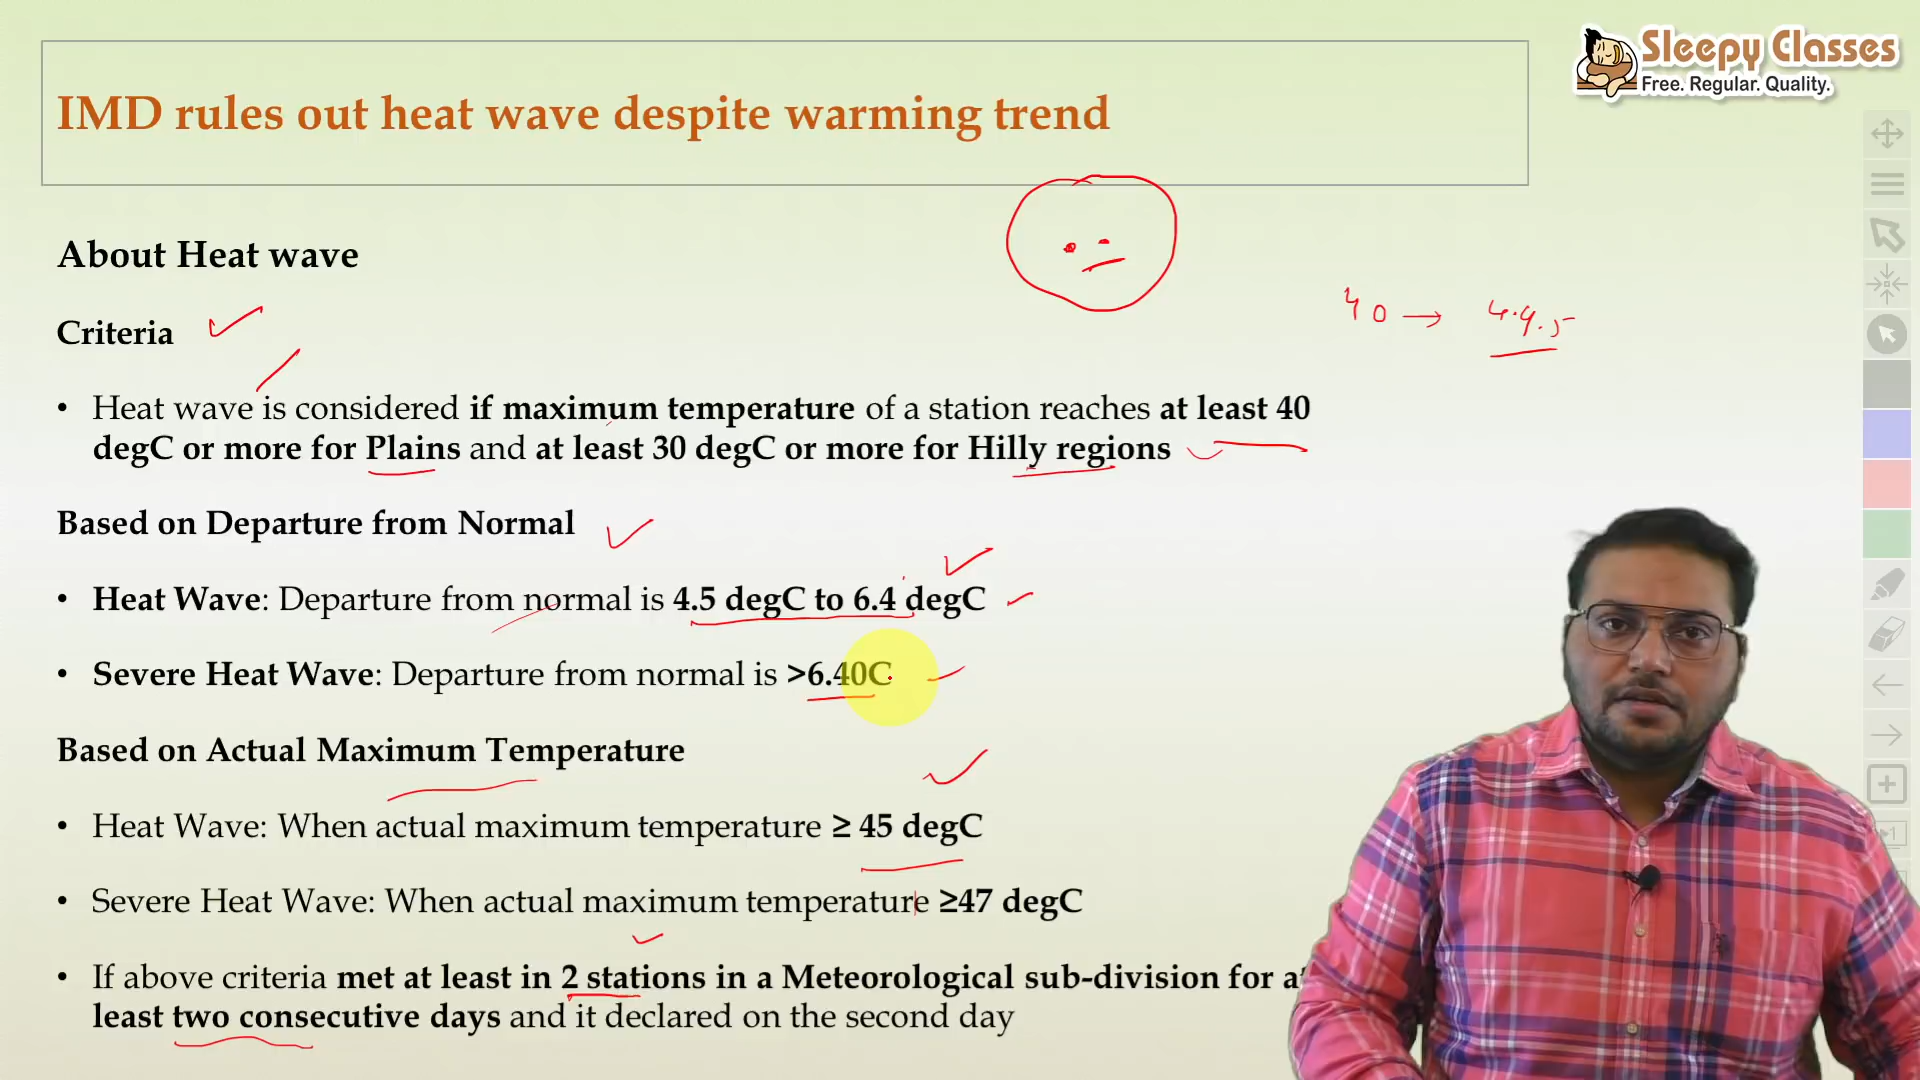 Sleepy Classes
Free. Regular. Quality.
IMD rules out heat wave despite warming trend
About Heat wave
40 → 44.5
Criteria
• Heat wave is considered if maximum temperature of a station reaches at least 40
degC or more for Plains and at least 30 degC or more for Hilly regions
Based on Departure from Normal
• Heat Wave: Departure from normal is 4.5 degC to 6.4 degC
• Severe Heat Wave: Departure from normal is >6.40C
Based on Actual Maximum Temperature
• Heat Wave: When actual maximum temperature ≥ 45 degC
• Severe Heat Wave: When actual maximum temperature ≥47 degC
• If above criteria met at least in 2 stations in a Meteorological sub-division for at
least two consecutive days and it declared on the second day